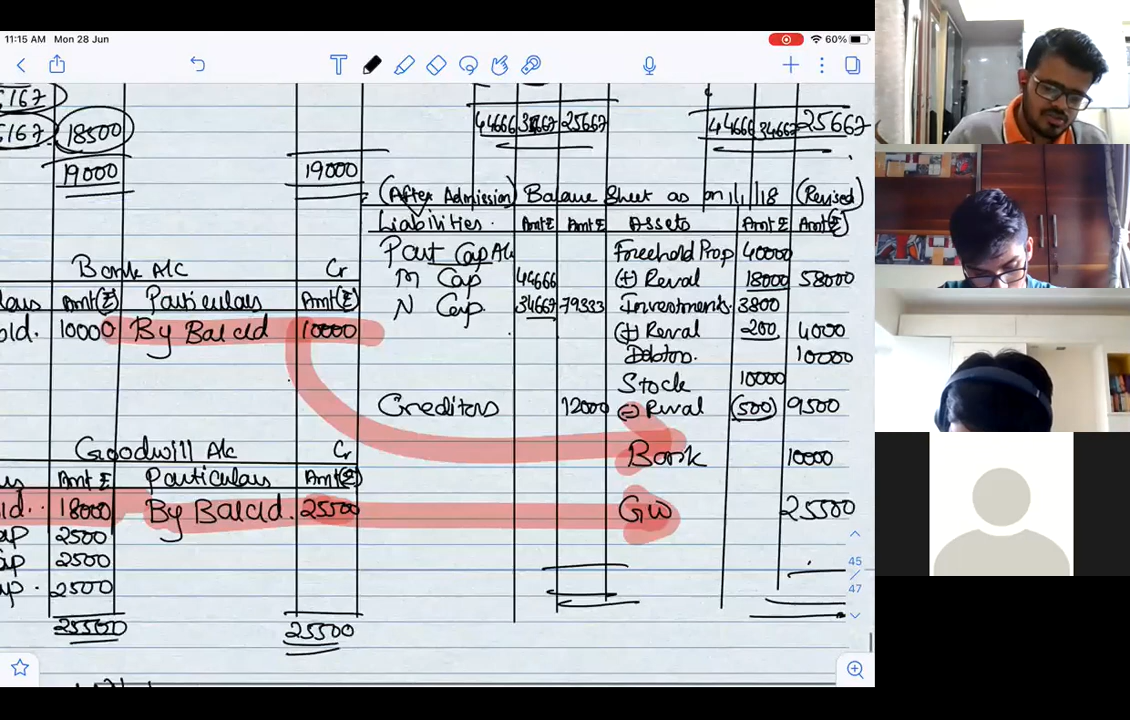 11:15 AM Mon 28 Jun
60%
5167
5167 18500
19000 19000
44666 34667 25667 44666 34667 25667
(After Admission) Balance Sheet as on 1/1/18 (Revised)
Liabilities. Amt₹ Amt₹ Assets Amt₹ Amt(₹)
Part Cap A/c Freehold Prop 40000
M Cap 44666 (+) Reval 18000 58000
N Cap. 34667 79333 Investments. 3800
(+) Reval 200 4000
Debtors. 10000
Stock 10000
Creditors 12000 (-) Reval (500) 9500
Bank 10000
GW 25500
Bank A/c Cr
Amt(₹) Particulars Amt(₹)
10000 By Bal c/d 10000
Goodwill A/c Cr
Amt ₹ Particulars Amt(₹)
18000 By Bal c/d. 25500
2500
2500
2500
25500 25500
45
/
47